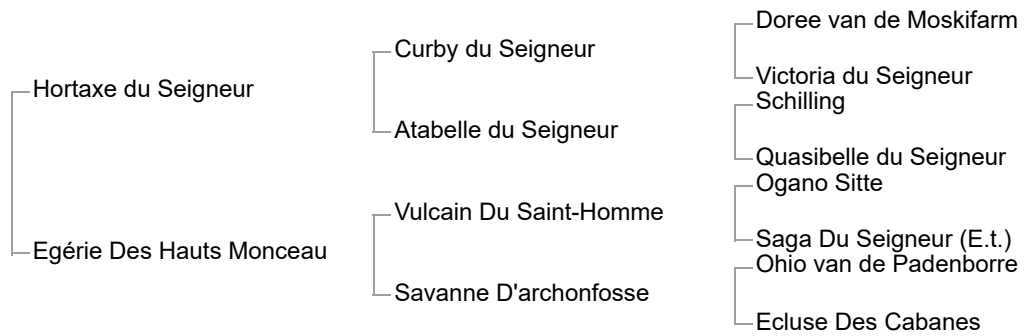 Doree van de Moskifarm
Curby du Seigneur
Victoria du Seigneur
Hortaxe du Seigneur
Schilling
Atabelle du Seigneur
Quasibelle du Seigneur
Ogano Sitte
Vulcain Du Saint-Homme
Saga Du Seigneur (E.t.)
Egérie Des Hauts Monceau
Ohio van de Padenborre
Savanne D'archonfosse
Ecluse Des Cabanes